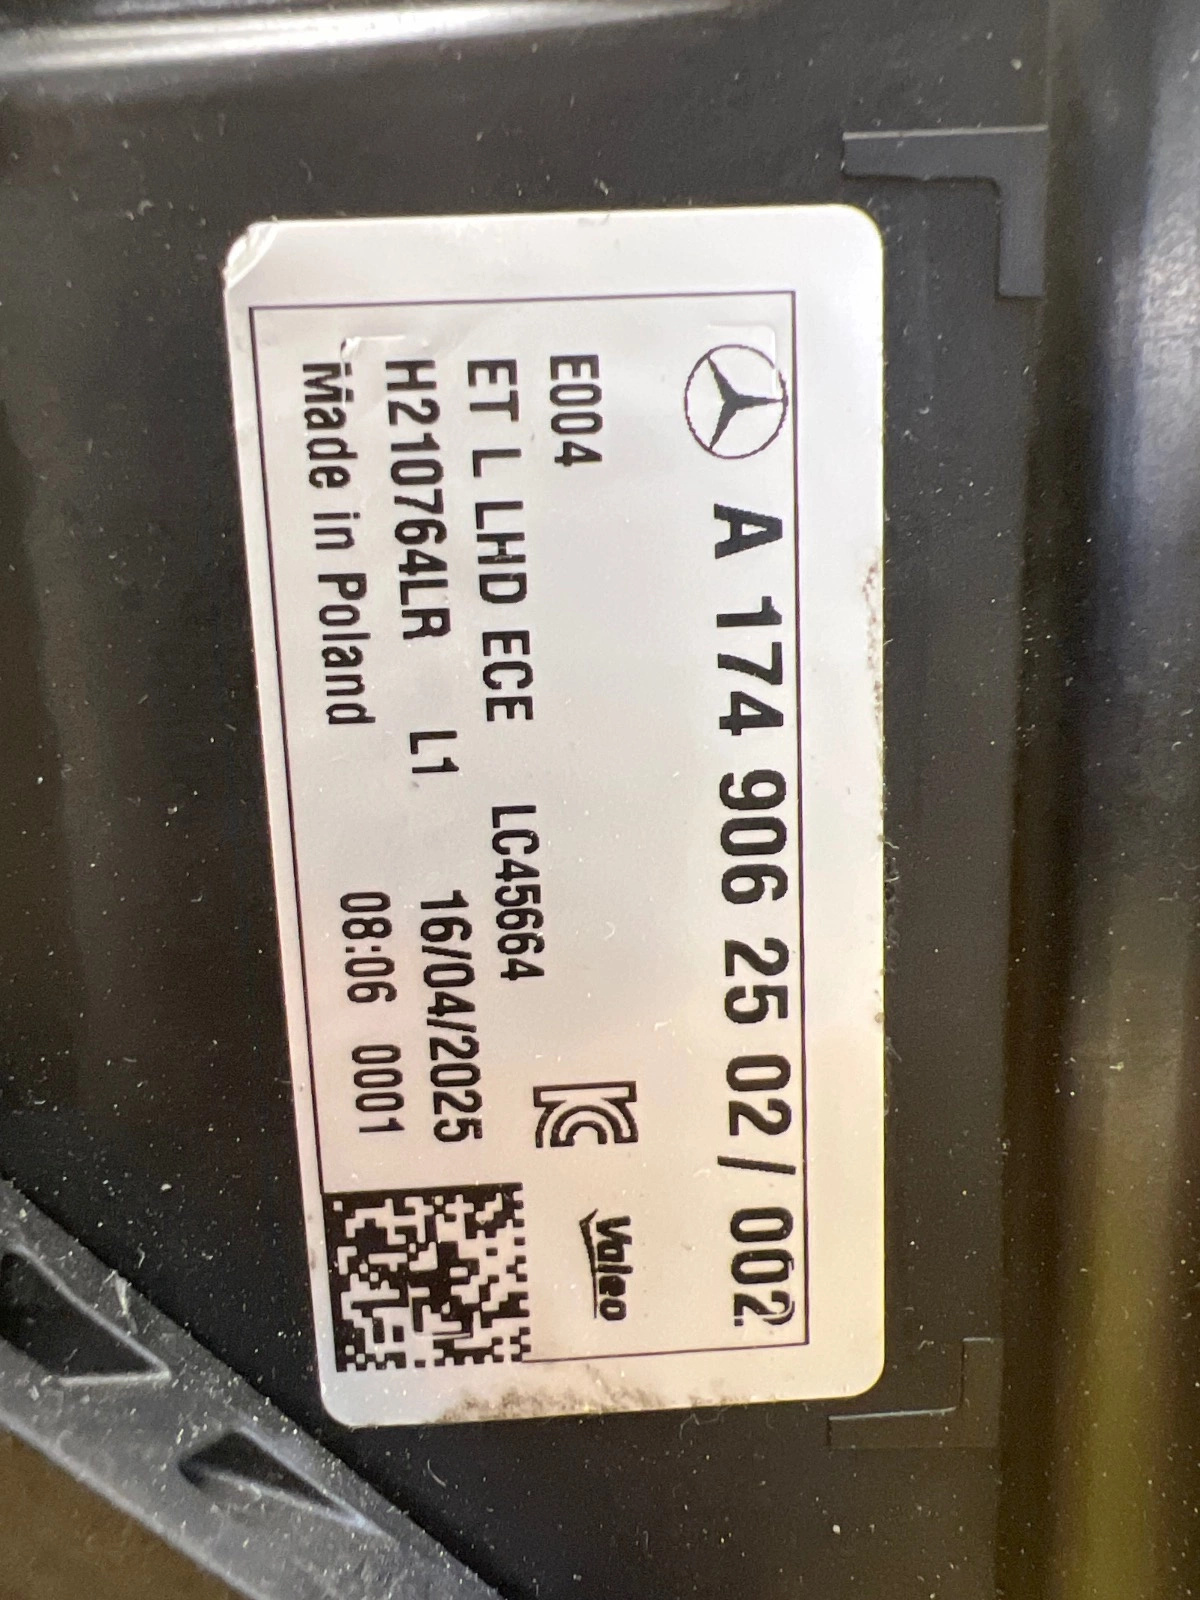 A 174 906 25 02 / 002
E004
Valeo
ET L LHD ECE LC45664
H210764LR L1 16/04/2025
Made in Poland 08:06 0001